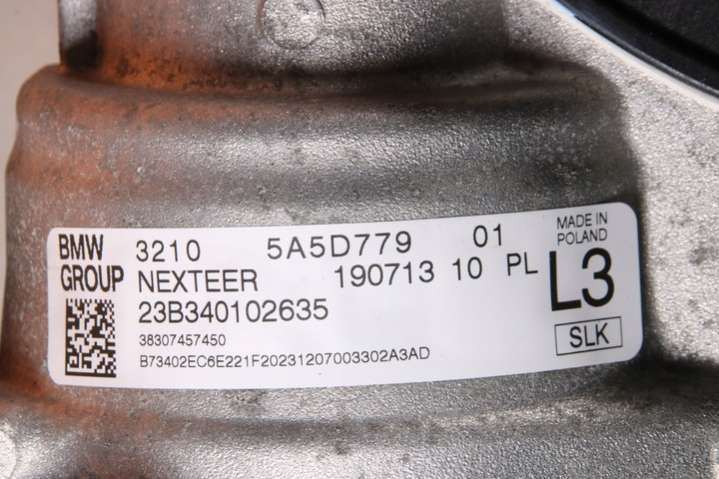 BMW 3210 5A5D779 01 MADE IN
POLAND
GROUP NEXTEER 190713 10 PL L3
23B340102635
38307457450 SLK
B73402EC6E221F20231207003302A3AD